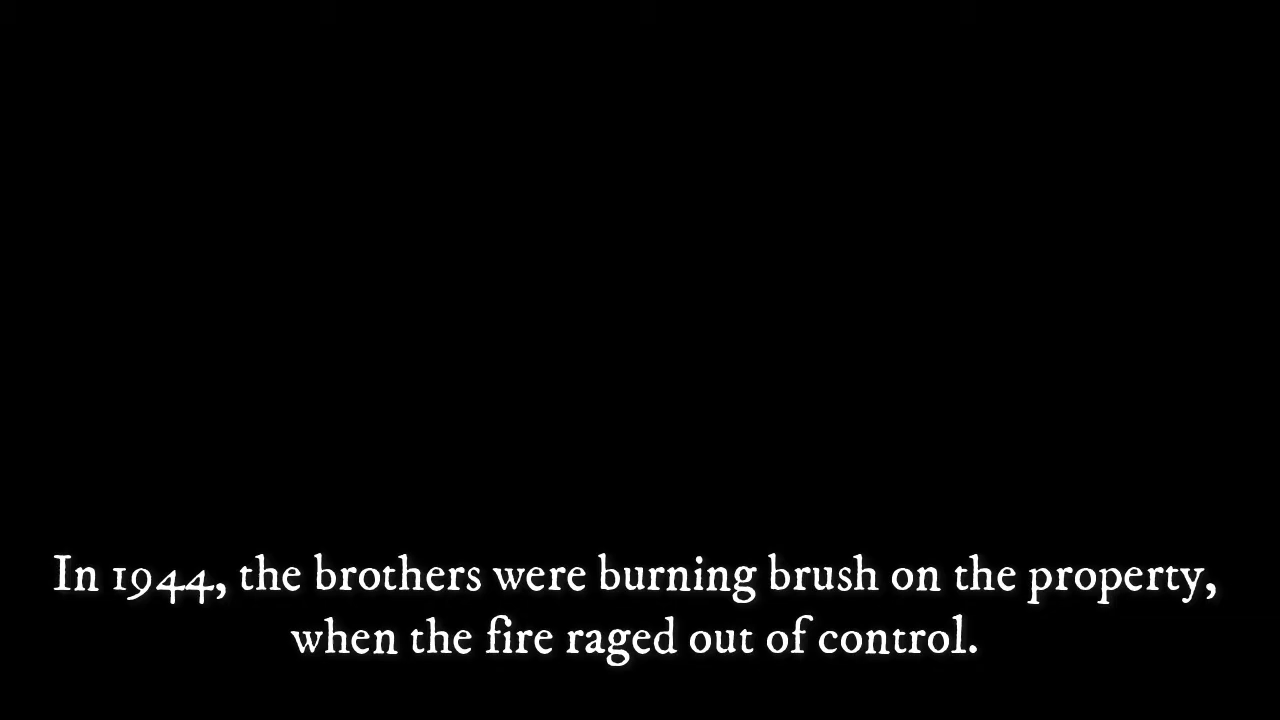 In 1944, the brothers were burning brush on the property,
when the fire raged out of control.